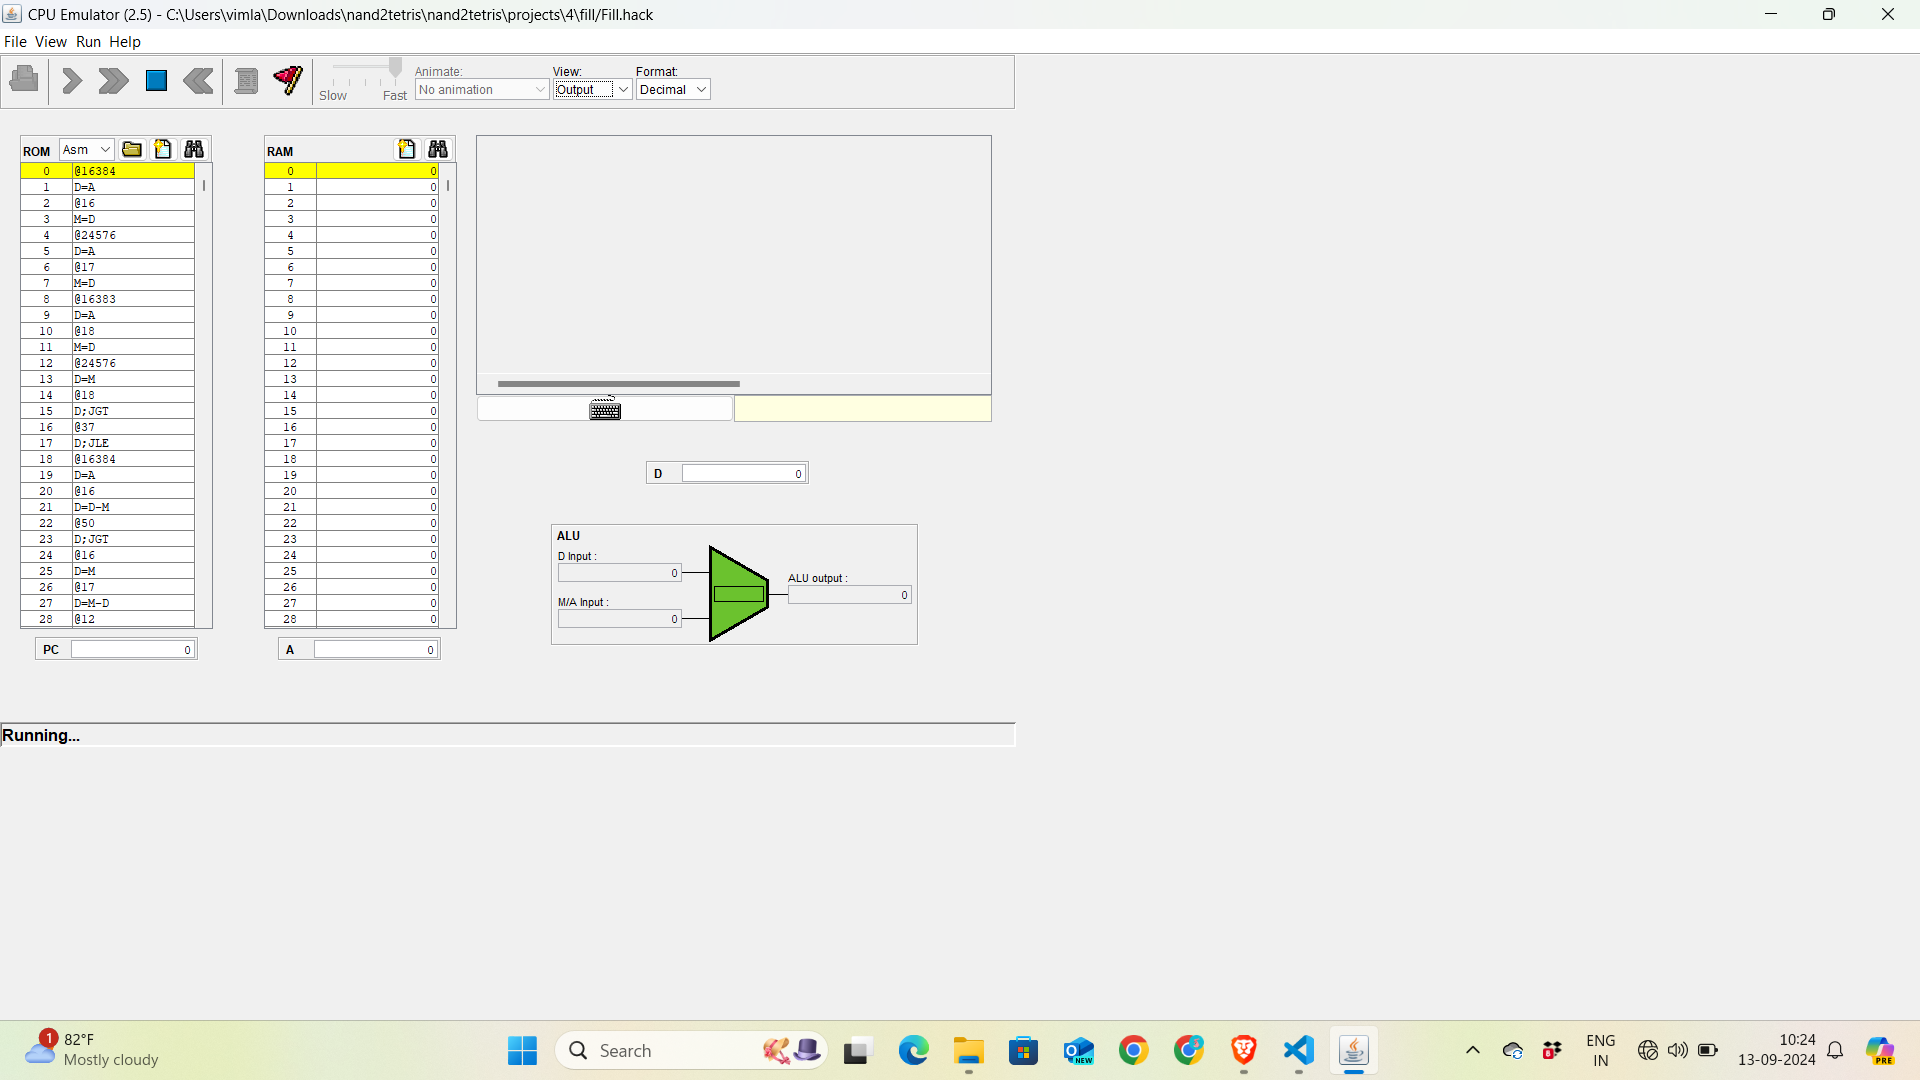 CPU Emulator (2.5) - C:\Users\vimla\Downloads\nand2tetris\nand2tetris\projects\4\fill/Fill.hack
File View Run Help
Slow Fast
Animate:
No animation
View:
Output
Format:
Decimal
ROM Asm
0 @16384
1 D=A
2 @16
3 M=D
4 @24576
5 D=A
6 @17
7 M=D
8 @16383
9 D=A
10 @18
11 M=D
12 @24576
13 D=M
14 @18
15 D;JGT
16 @37
17 D;JLE
18 @16384
19 D=A
20 @16
21 D=D-M
22 @50
23 D;JGT
24 @16
25 D=M
26 @17
27 D=M-D
28 @12
PC 0
RAM
0 0
1 0
2 0
3 0
4 0
5 0
6 0
7 0
8 0
9 0
10 0
11 0
12 0
13 0
14 0
15 0
16 0
17 0
18 0
19 0
20 0
21 0
22 0
23 0
24 0
25 0
26 0
27 0
28 0
A 0
D 0
ALU
D Input :
0
M/A Input :
0
ALU output :
0
Running...
1
82°F
Mostly cloudy
Search
NEW
6
ENG
IN
10:24
13-09-2024
PRE